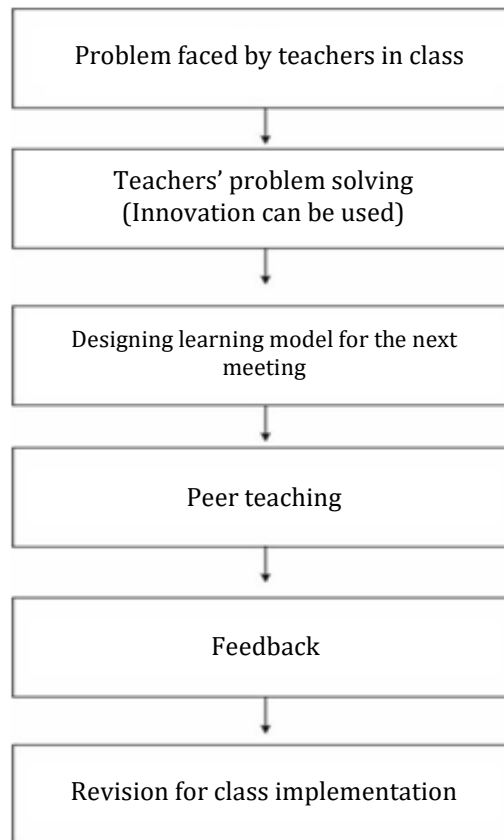 Problem faced by teachers in class
Teachers’ problem solving
(Innovation can be used)
Designing learning model for the next
meeting
Peer teaching
Feedback
Revision for class implementation